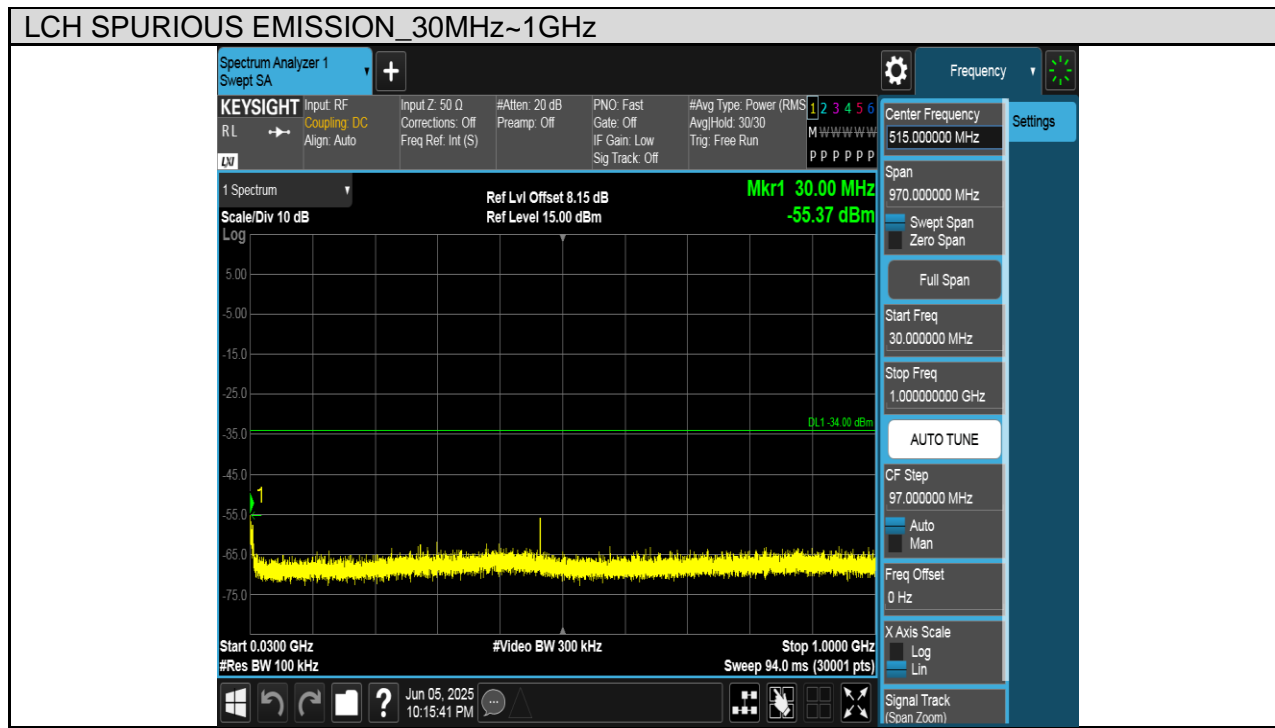 LCH SPURIOUS EMISSION_30MHz~1GHz
Spectrum Analyzer 1
Swept SA
+
Frequency
KEYSIGHT
RL
LXI
Input: RF
Coupling: DC
Align: Auto
Input Z: 50 Ω
Corrections: Off
Freq Ref: Int (S)
#Atten: 20 dB
Preamp: Off
PNO: Fast
Gate: Off
IF Gain: Low
Sig Track: Off
#Avg Type: Power (RMS
Avg|Hold: 30/30
Trig: Free Run
1 2 3 4 5 6
M W W W W W
P P P P P P
1 Spectrum
Scale/Div 10 dB
Log
Ref Lvl Offset 8.15 dB
Ref Level 15.00 dBm
Mkr1 30.00 MHz
-55.37 dBm
5.00
-5.00
-15.0
-25.0
-35.0
-45.0
-55.0
-65.0
-75.0
DL1 -34.00 dBm
1
Start 0.0300 GHz
#Res BW 100 kHz
#Video BW 300 kHz
Stop 1.0000 GHz
Sweep 94.0 ms (30001 pts)
Center Frequency
515.000000 MHz
Span
970.000000 MHz
Swept Span
Zero Span
Full Span
Start Freq
30.000000 MHz
Stop Freq
1.000000000 GHz
AUTO TUNE
CF Step
97.000000 MHz
Auto
Man
Freq Offset
0 Hz
X Axis Scale
Log
Lin
Signal Track
(Span Zoom)
Settings
?
Jun 05, 2025
10:15:41 PM